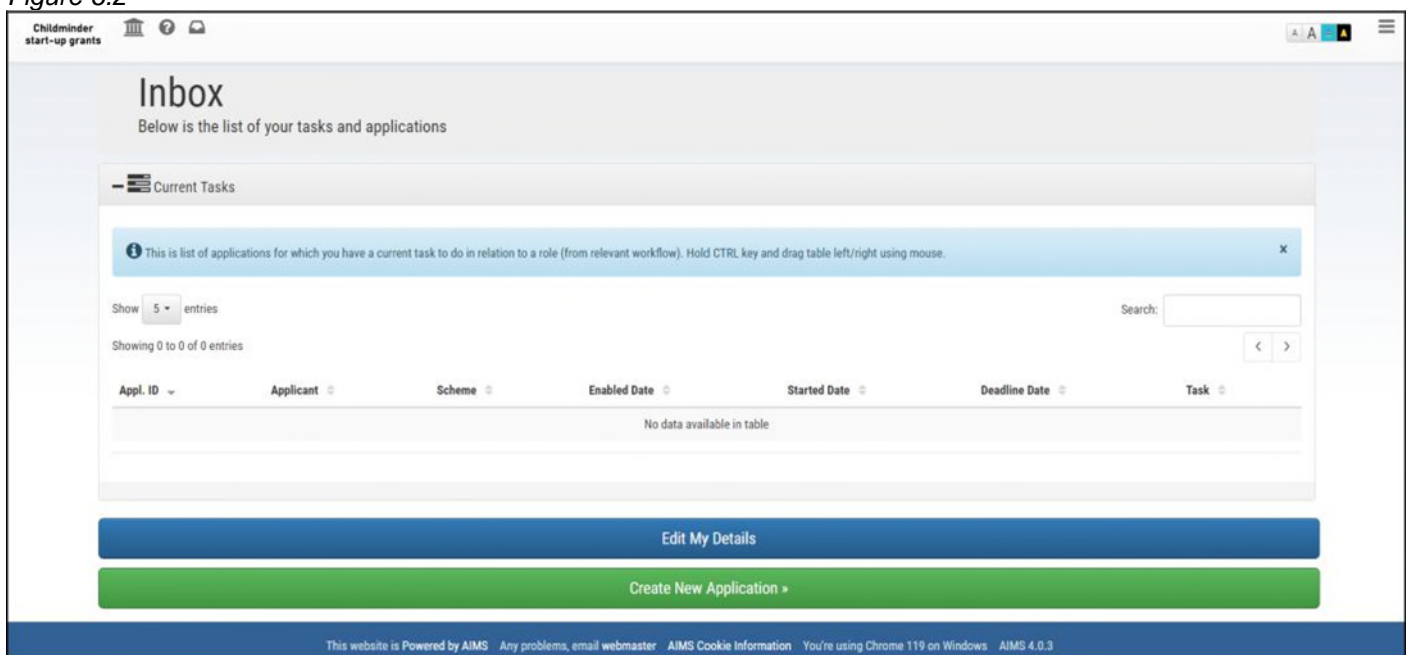 Figure 3.2
Childminder
start-up grants
A A A
Inbox
Below is the list of your tasks and applications
Current Tasks
This is list of applications for which you have a current task to do in relation to a role (from relevant workflow). Hold CTRL key and drag table left/right using mouse. x
Show 5 entries Search:
Showing 0 to 0 of 0 entries < >
Appl. ID Applicant Scheme Enabled Date Started Date Deadline Date Task
No data available in table
Edit My Details
Create New Application »
This website is Powered by AIMS Any problems, email webmaster AIMS Cookie Information You're using Chrome 119 on Windows AIMS 4.0.3